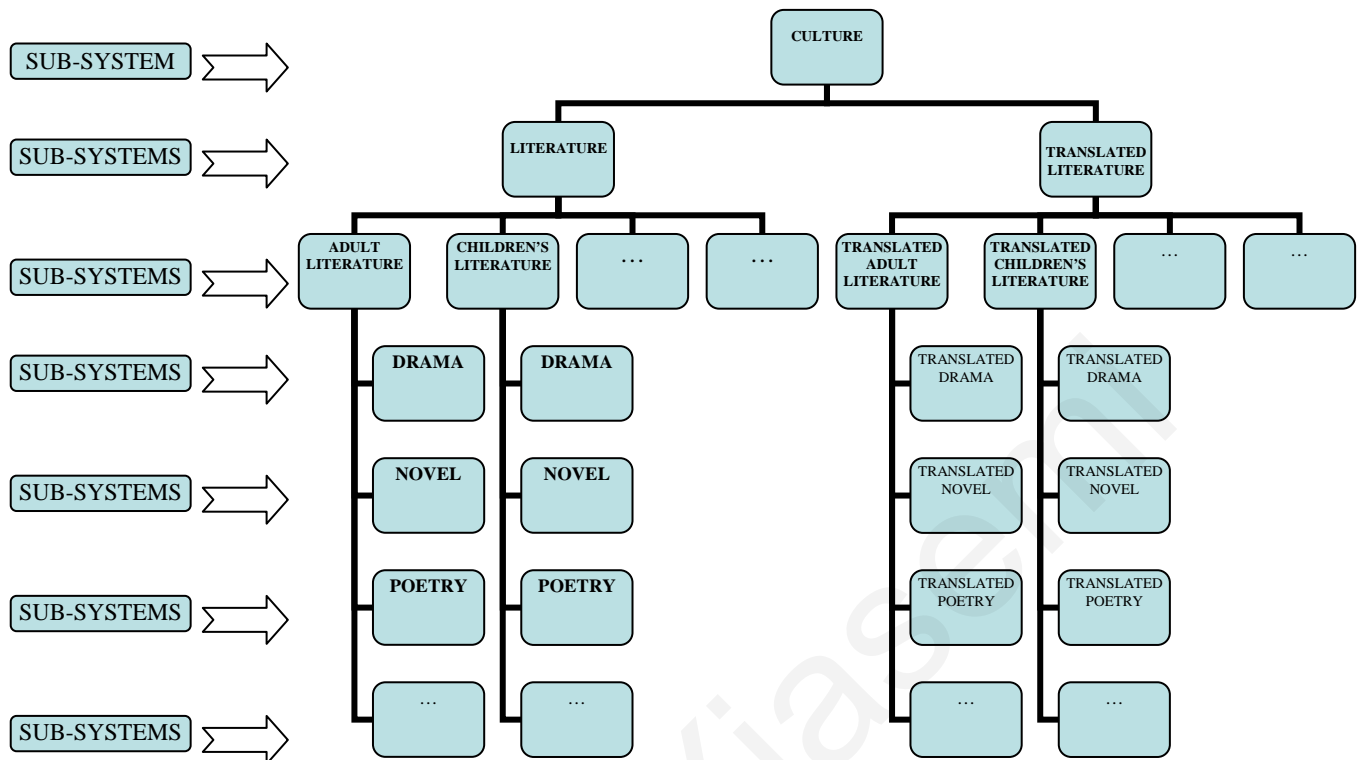 CULTURE
SUB-SYSTEM
LITERATURE
TRANSLATED
LITERATURE
SUB-SYSTEMS
ADULT
LITERATURE
CHILDREN'S
LITERATURE
…
…
TRANSLATED
ADULT
LITERATURE
TRANSLATED
CHILDREN'S
LITERATURE
…
…
SUB-SYSTEMS
DRAMA
DRAMA
TRANSLATED
DRAMA
TRANSLATED
DRAMA
SUB-SYSTEMS
NOVEL
NOVEL
TRANSLATED
NOVEL
TRANSLATED
NOVEL
SUB-SYSTEMS
POETRY
POETRY
TRANSLATED
POETRY
TRANSLATED
POETRY
SUB-SYSTEMS
…
…
…
…
SUB-SYSTEMS